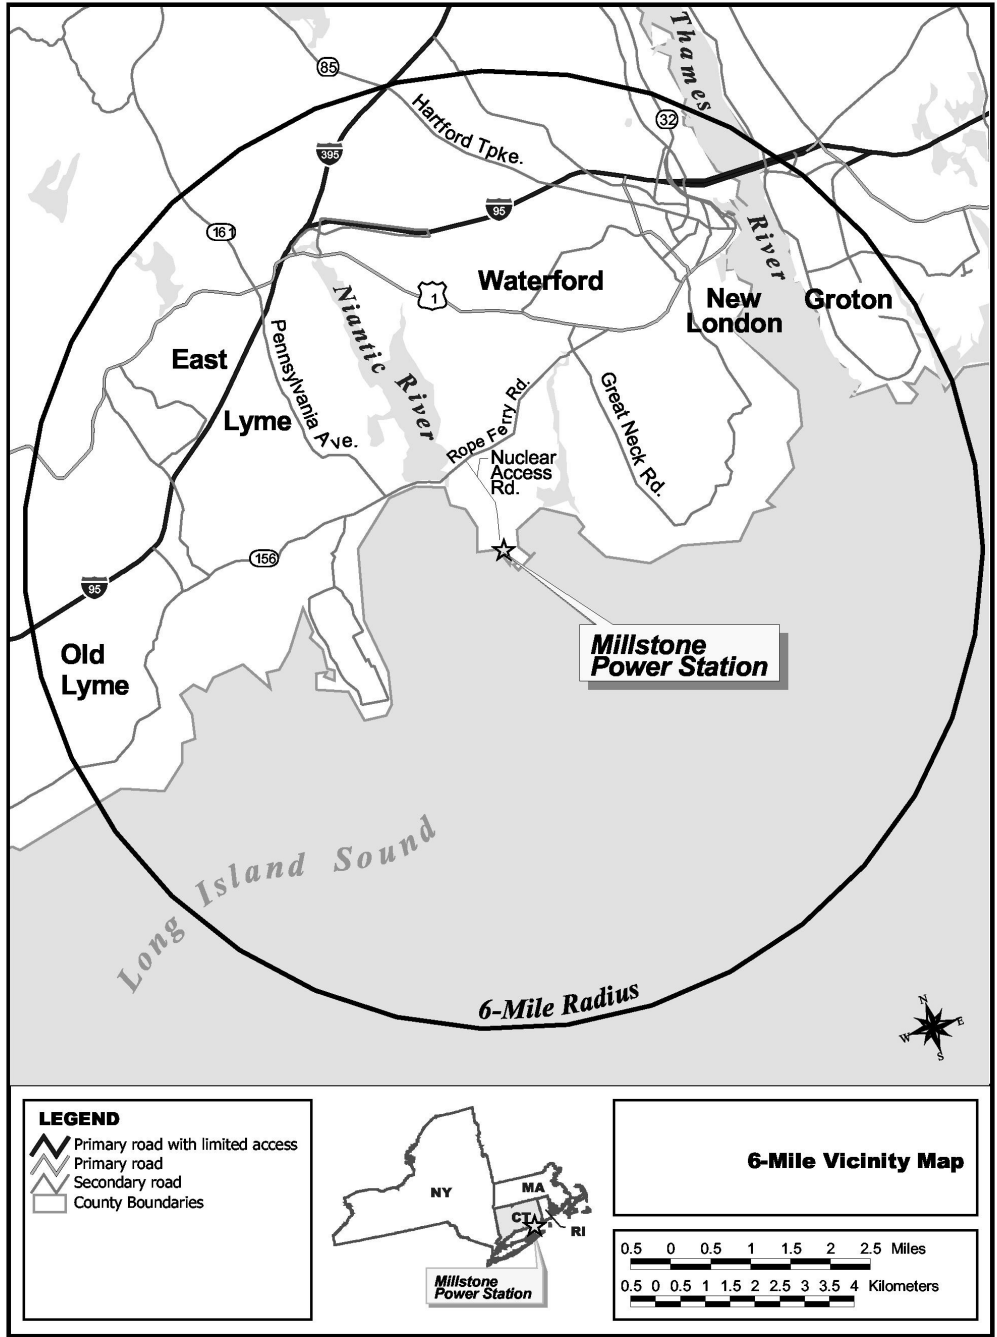 Thames
River
85
32
Hartford Tpke.
395
95
161
Waterford
1
New
London
Groton
Niantic River
East
Lyme
Pennsylvania Ave.
Rope Ferry Rd.
Great Neck Rd.
Nuclear
Access
Rd.
156
95
Millstone
Power Station
Old
Lyme
Long Island Sound
6-Mile Radius
N
W E
S
LEGEND
Primary road with limited access
Primary road
Secondary road
County Boundaries
NY
MA
CT
RI
Millstone
Power Station
6-Mile Vicinity Map
0.5 0 0.5 1 1.5 2 2.5 Miles
0.5 0 0.5 1 1.5 2 2.5 3 3.5 4 Kilometers